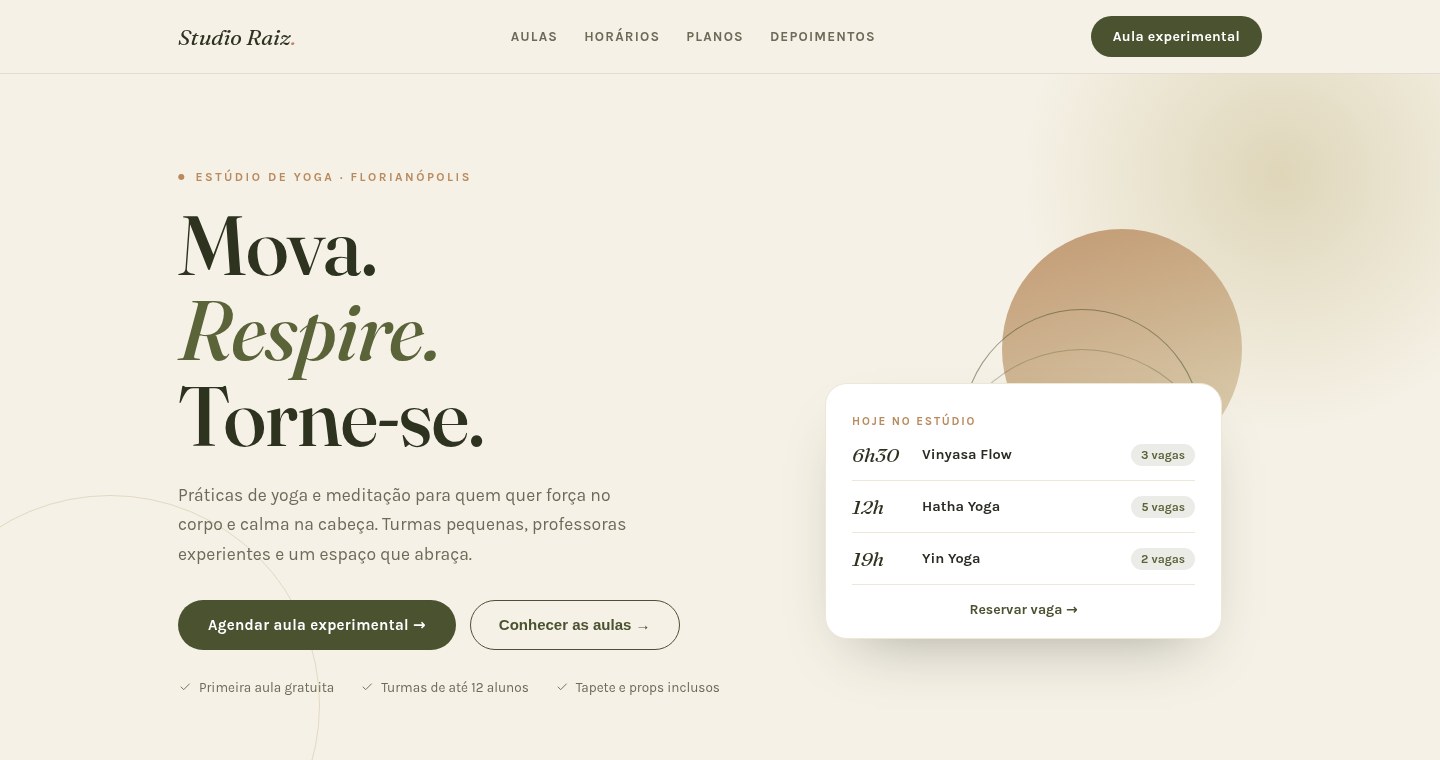 Studio Raiz.
AULAS HORÁRIOS PLANOS DEPOIMENTOS
Aula experimental
ESTÚDIO DE YOGA · FLORIANÓPOLIS
Mova.
Respire.
Torne-se.
Práticas de yoga e meditação para quem quer força no
corpo e calma na cabeça. Turmas pequenas, professoras
experientes e um espaço que abraça.
Agendar aula experimental →
Conhecer as aulas →
✓ Primeira aula gratuita
✓ Turmas de até 12 alunos
✓ Tapete e props inclusos
HOJE NO ESTÚDIO
6h30 Vinyasa Flow 3 vagas
12h Hatha Yoga 5 vagas
19h Yin Yoga 2 vagas
Reservar vaga →